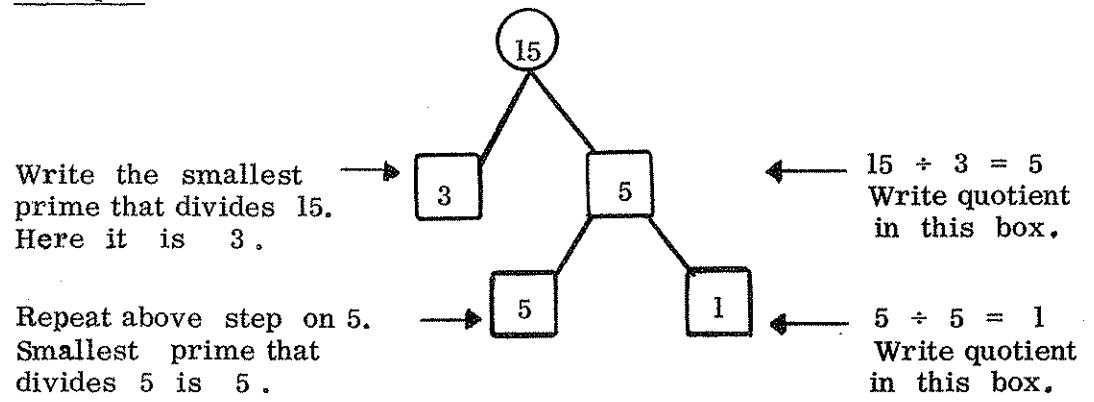 15
Write the smallest
prime that divides 15.
Here it is 3.
3
5
15 ÷ 3 = 5
Write quotient
in this box.
Repeat above step on 5.
Smallest prime that
divides 5 is 5.
5
1
5 ÷ 5 = 1
Write quotient
in this box.